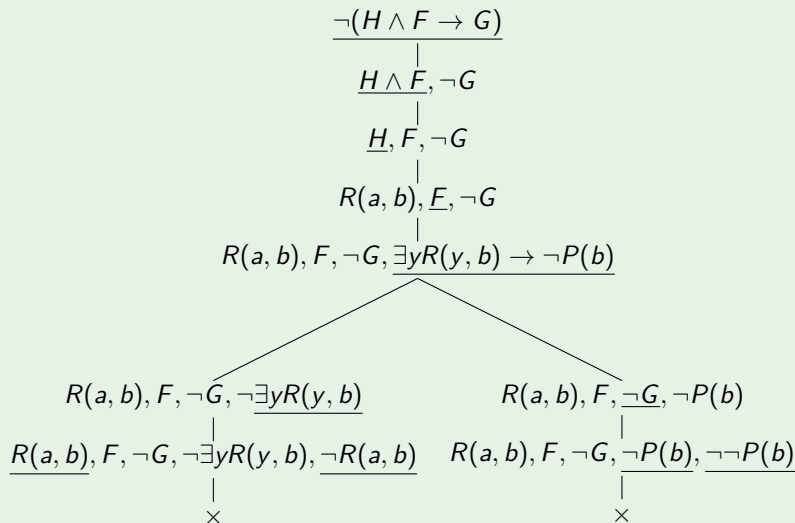 ¬(H ∧ F → G)
H ∧ F, ¬G
H, F, ¬G
R(a, b), F, ¬G
R(a, b), F, ¬G, ∃yR(y, b) → ¬P(b)
R(a, b), F, ¬G, ¬∃yR(y, b)
R(a, b), F, ¬G, ¬P(b)
R(a, b), F, ¬G, ¬∃yR(y, b), ¬R(a, b)
R(a, b), F, ¬G, ¬P(b), ¬¬P(b)
×
×